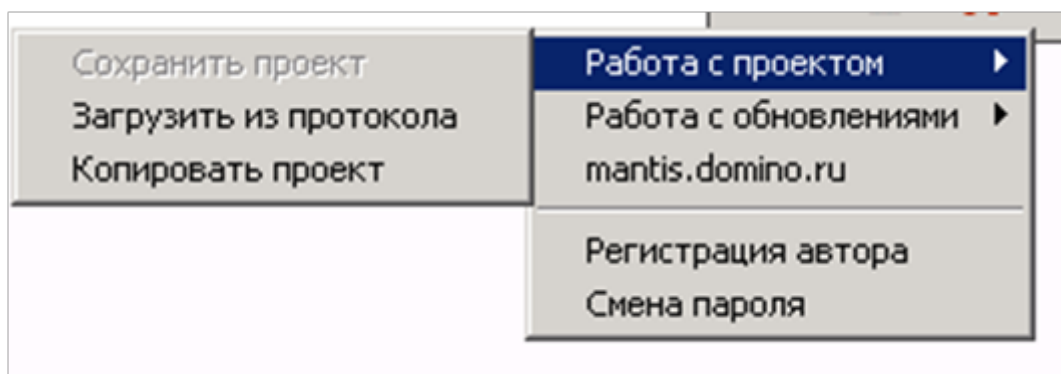 Сохранить проект
Загрузить из протокола
Копировать проект
Работа с проектом
Работа с обновлениями
mantis.domino.ru
Регистрация автора
Смена пароля